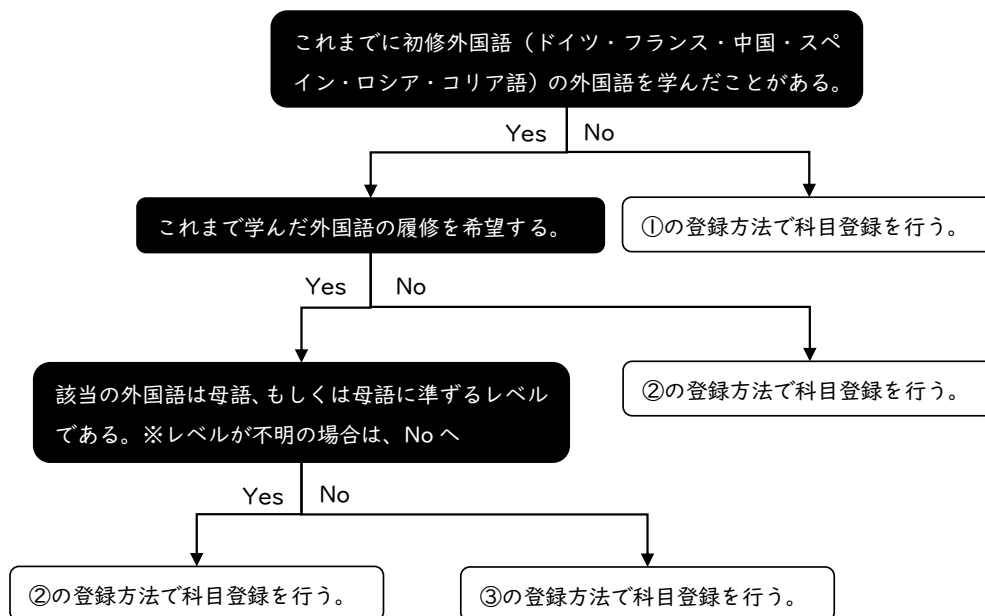 これまでに初修外国語（ドイツ・フランス・中国・スペ
イン・ロシア・コリア語）の外国語を学んだことがある。
Yes No
これまで学んだ外国語の履修を希望する。
①の登録方法で科目登録を行う。
Yes No
該当の外国語は母語、もしくは母語に準ずるレベル
である。※レベルが不明の場合は、No へ
②の登録方法で科目登録を行う。
Yes No
②の登録方法で科目登録を行う。
③の登録方法で科目登録を行う。